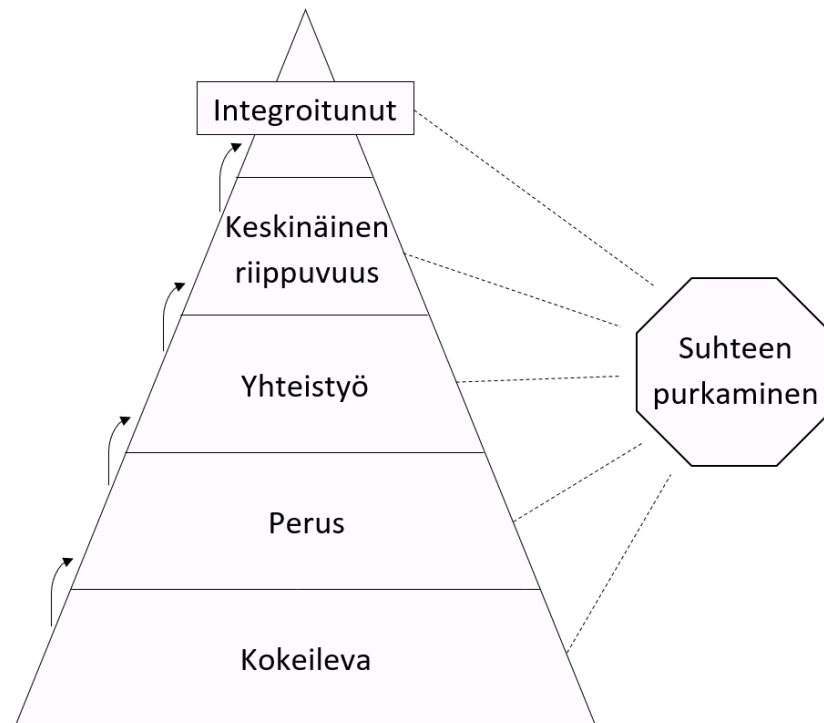 Integroitunut
Keskinäinen
riippuvuus
Yhteistyö
Perus
Kokeileva
Suhteen
purkaminen